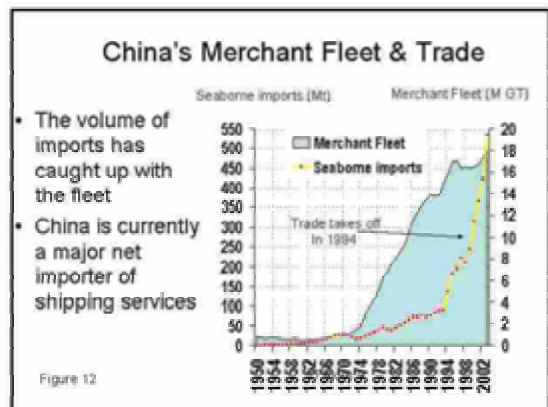 China's Merchant Fleet & Trade
• The volume of
imports has
caught up with
the fleet
• China is currently
a major net
importer of
shipping services
Seaborne imports (Mt)
Merchant Fleet (M GT)
Merchant Fleet
Seaborne imports
Trade takes off
In 1994
550
500
450
400
350
300
250
200
150
100
50
0
20
18
16
14
12
10
8
6
4
2
0
1950
1954
1958
1962
1966
1970
1974
1978
1982
1986
1990
1994
1998
2002
Figure 12